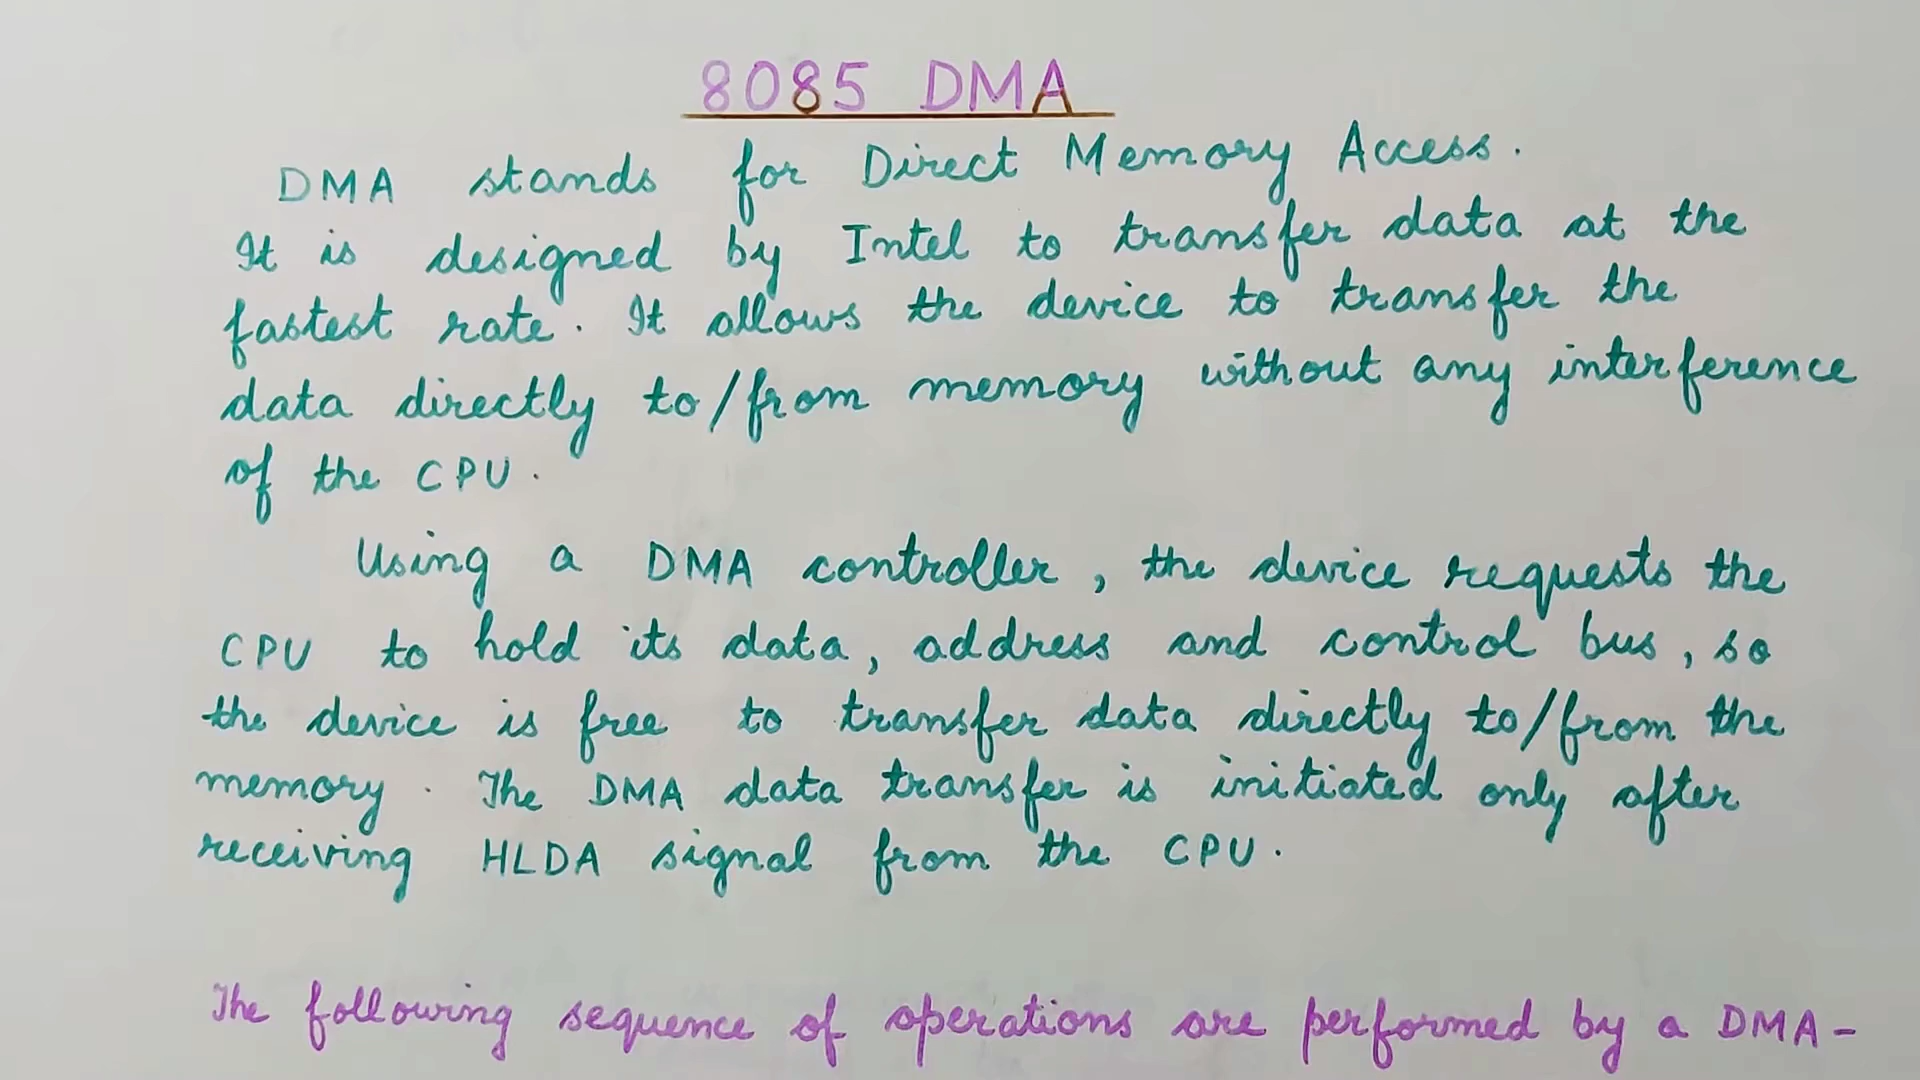 8085 DMA
DMA stands for Direct Memory Access.
It is designed by Intel to transfer data at the
fastest rate. It allows the device to transfer the
data directly to/from memory without any interference
of the CPU.
Using a DMA controller, the device requests the
CPU to hold its data, address and control bus, so
the device is free to transfer data directly to/from the
memory. The DMA data transfer is initiated only after
receiving HLDA signal from the CPU.
The following sequence of operations are performed by a DMA-